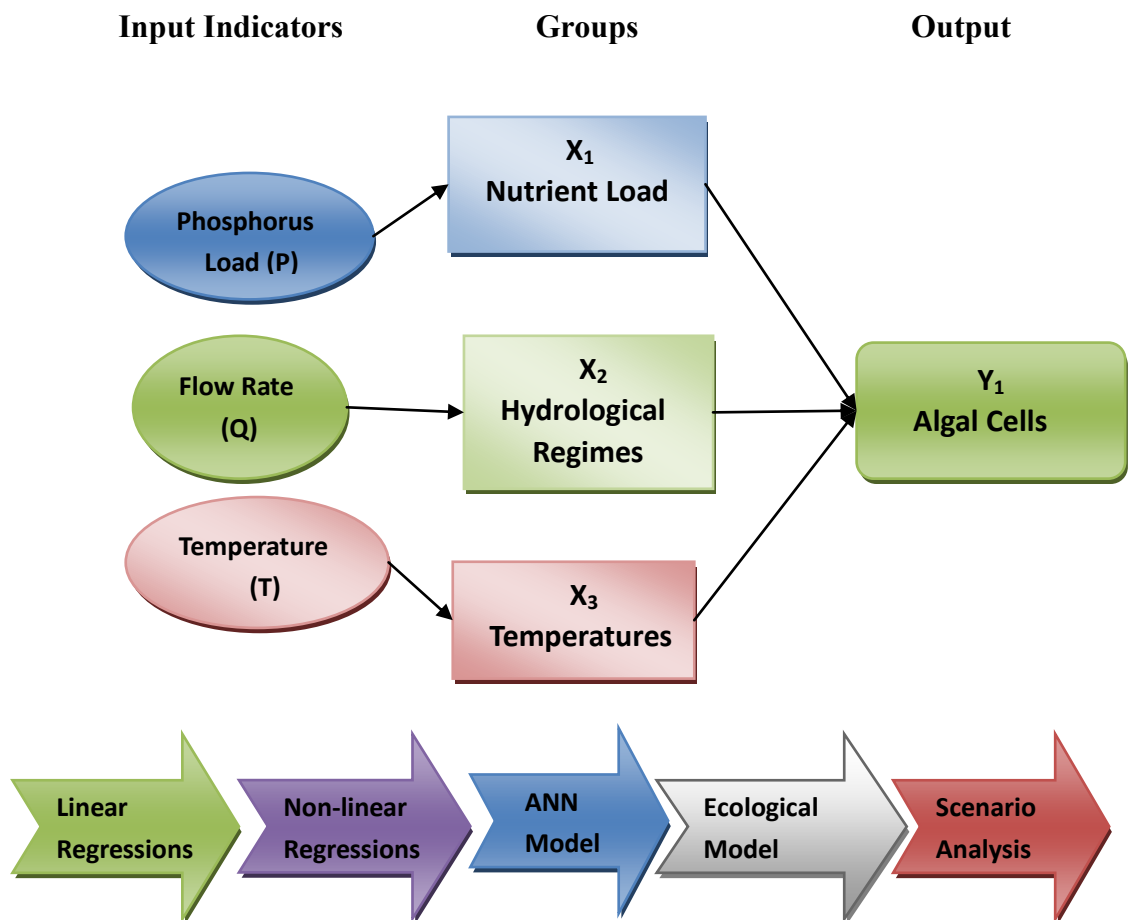 Input Indicators
Groups
Output
X₁
Nutrient Load
Phosphorus
Load (P)
Flow Rate
(Q)
X₂
Hydrological
Regimes
Y₁
Algal Cells
Temperature
(T)
X₃
Temperatures
Linear
Regressions
Non-linear
Regressions
ANN
Model
Ecological
Model
Scenario
Analysis